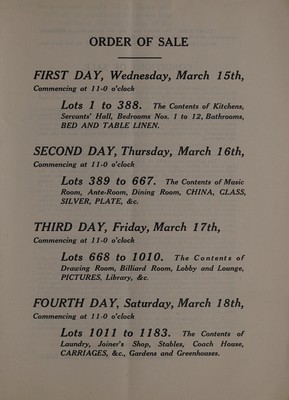 ORDER OF SALE
FIRST DAY, Wednesday, March 15th,
Commencing at 11-0 o'clock
Lots 1 to 388. The Contents of Kitchens,
Servants' Hall, Bedrooms Nos. 1 to 12, Bathrooms,
BED AND TABLE LINEN.
SECOND DAY, Thursday, March 16th,
Commencing at 11-0 o'clock
Lots 389 to 667. The Contents of Music
Room, Ante-Room, Dining Room, CHINA, GLASS,
SILVER, PLATE, &c.
THIRD DAY, Friday, March 17th,
Commencing at 11-0 o'clock
Lots 668 to 1010. The Contents of
Drawing Room, Billiard Room, Lobby and Lounge,
PICTURES, Library, &c.
FOURTH DAY, Saturday, March 18th,
Commencing at 11-0 o'clock
Lots 1011 to 1183. The Contents of
Laundry, Joiner's Shop, Stables, Coach House,
CARRIAGES, &c., Gardens and Greenhouses.